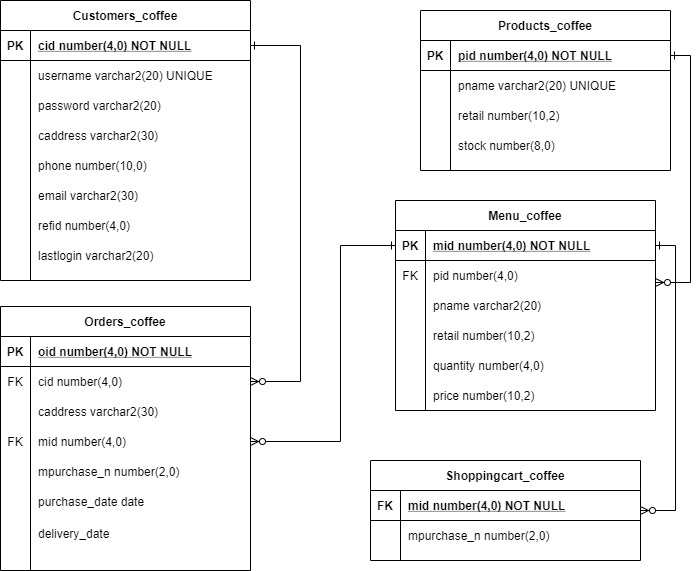 Customers_coffee
PK cid number(4,0) NOT NULL
username varchar2(20) UNIQUE
password varchar2(20)
caddress varchar2(30)
phone number(10,0)
email varchar2(30)
refid number(4,0)
lastlogin varchar2(20)
Products_coffee
PK pid number(4,0) NOT NULL
pname varchar2(20) UNIQUE
retail number(10,2)
stock number(8,0)
Menu_coffee
PK mid number(4,0) NOT NULL
FK pid number(4,0)
pname varchar2(20)
retail number(10,2)
quantity number(4,0)
price number(10,2)
Orders_coffee
PK oid number(4,0) NOT NULL
FK cid number(4,0)
caddress varchar2(30)
FK mid number(4,0)
mpurchase_n number(2,0)
purchase_date date
delivery_date
Shoppingcart_coffee
FK mid number(4,0) NOT NULL
mpurchase_n number(2,0)